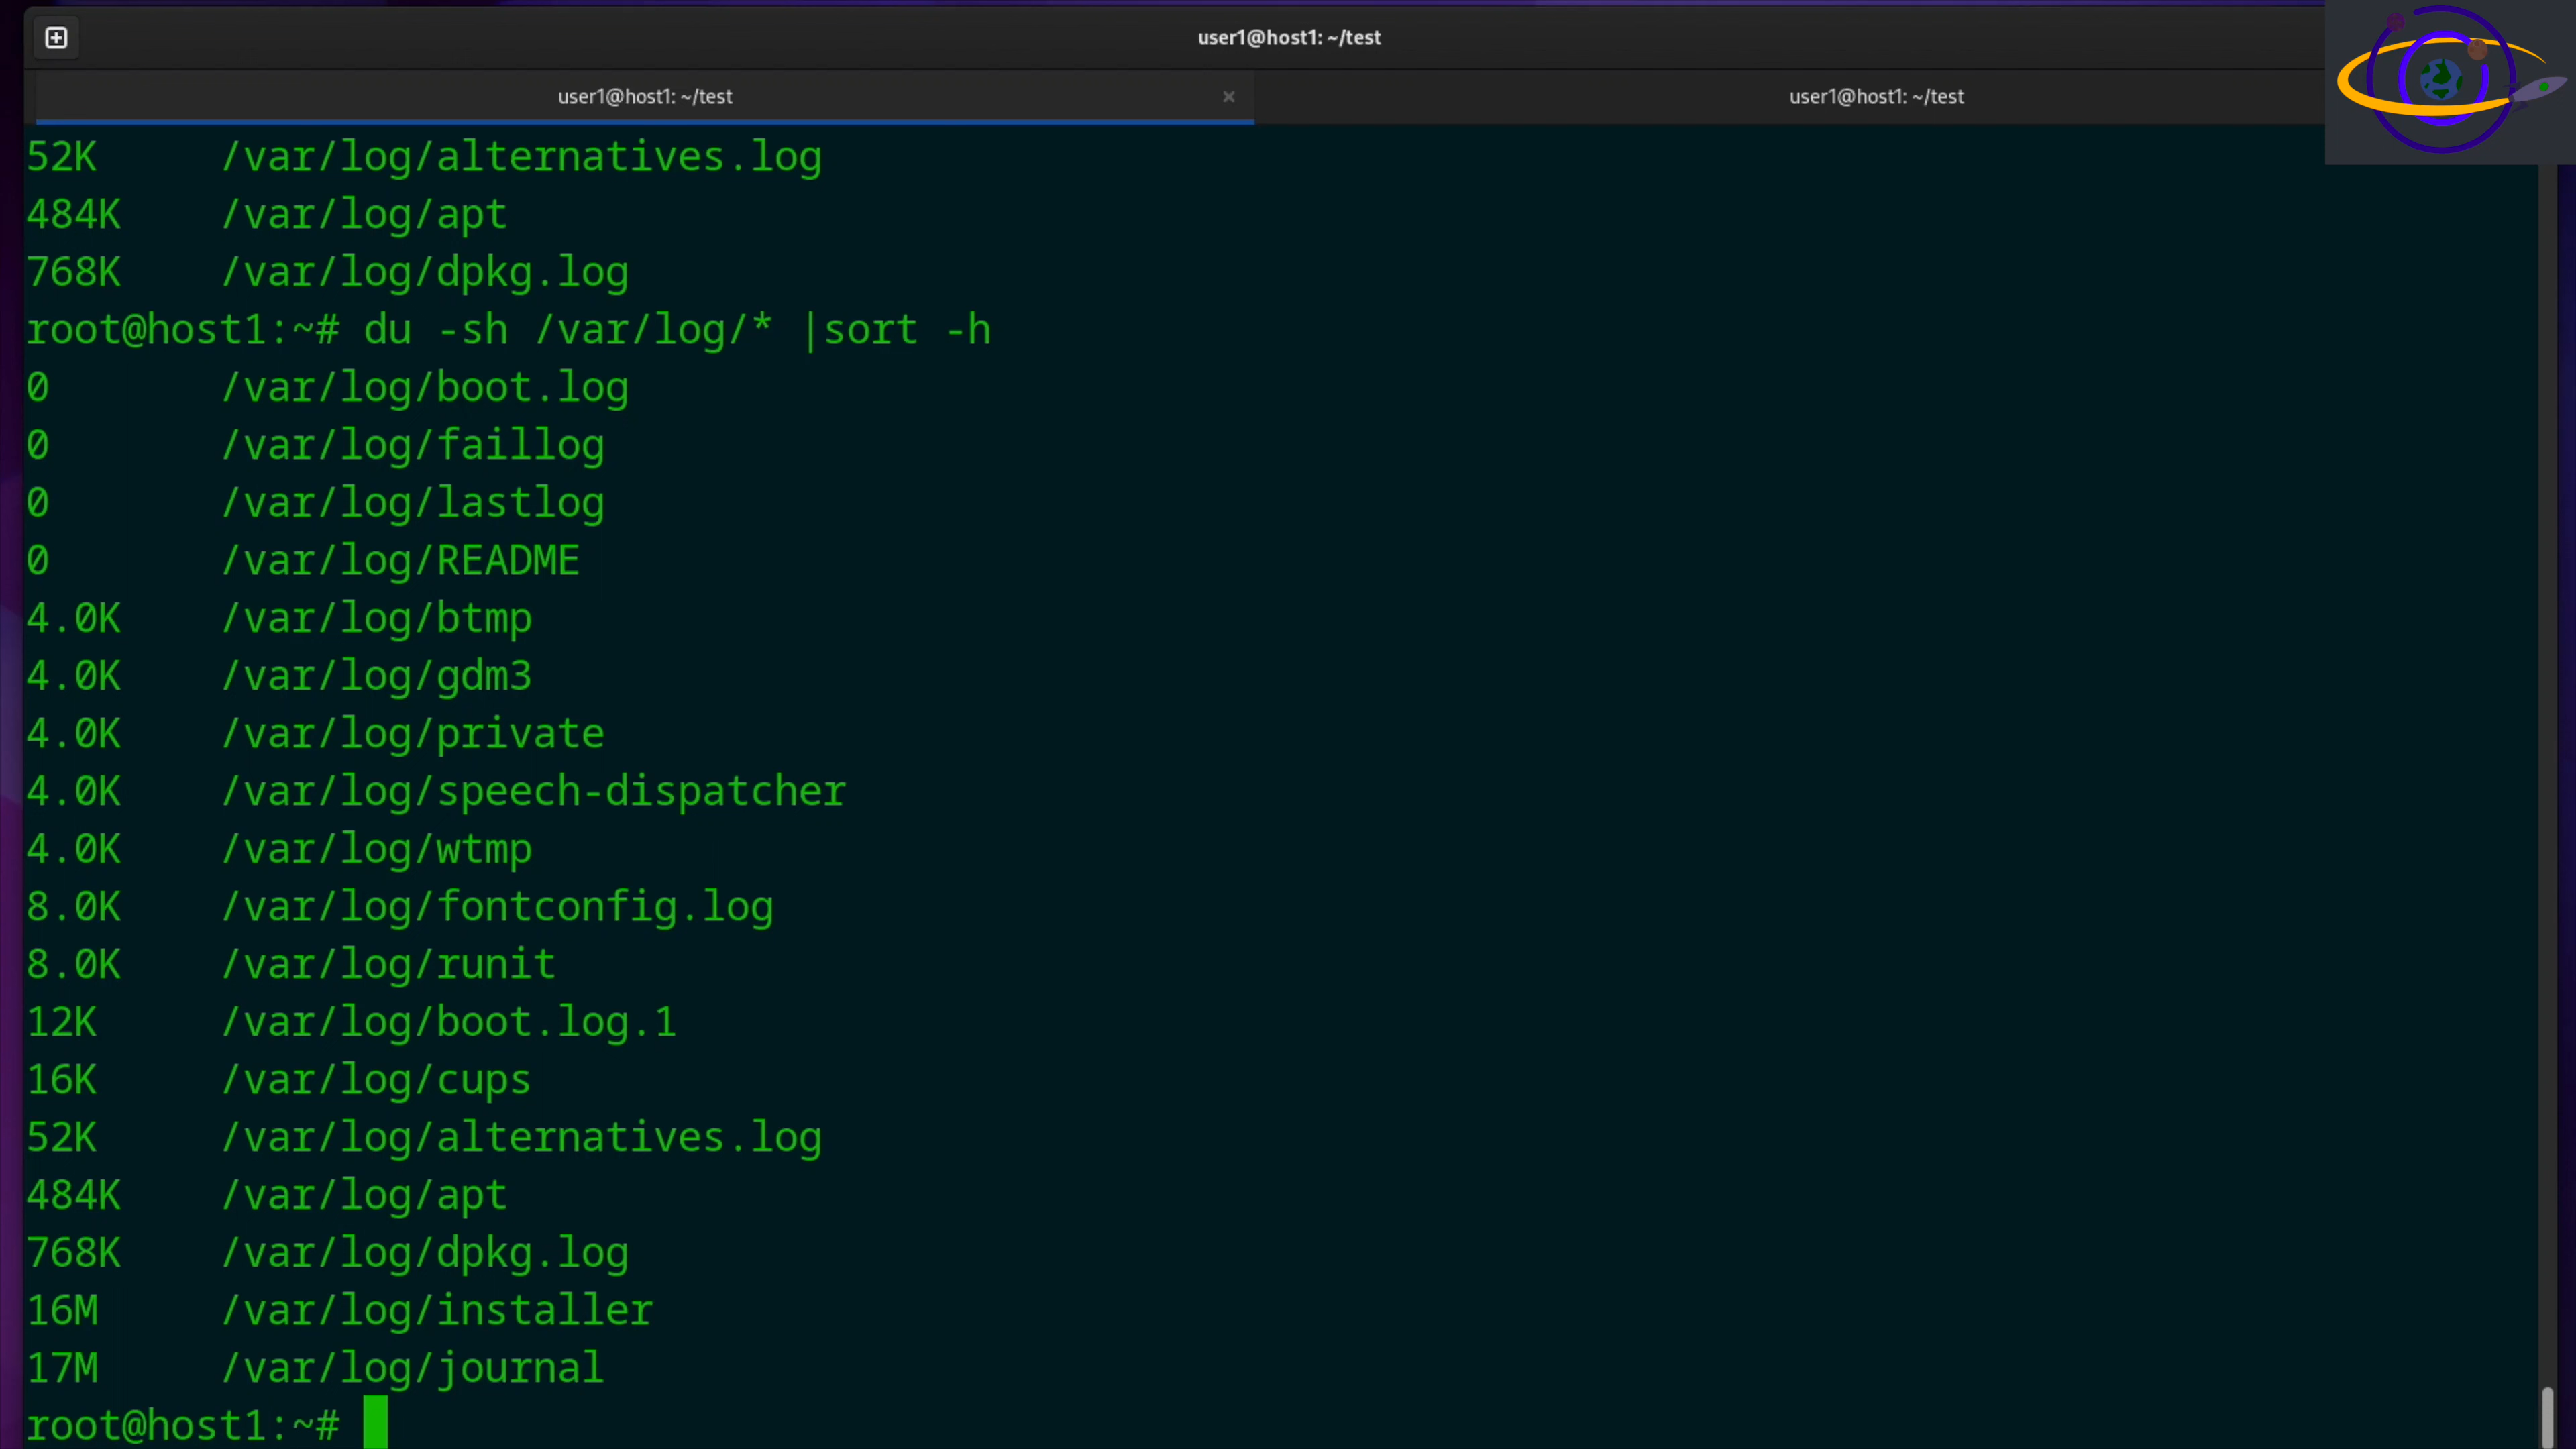 user1@host1: ~/test
user1@host1: ~/test × user1@host1: ~/test
52K /var/log/alternatives.log
484K /var/log/apt
768K /var/log/dpkg.log
root@host1:~# du -sh /var/log/* |sort -h
0 /var/log/boot.log
0 /var/log/faillog
0 /var/log/lastlog
0 /var/log/README
4.0K /var/log/btmp
4.0K /var/log/gdm3
4.0K /var/log/private
4.0K /var/log/speech-dispatcher
4.0K /var/log/wtmp
8.0K /var/log/fontconfig.log
8.0K /var/log/runit
12K /var/log/boot.log.1
16K /var/log/cups
52K /var/log/alternatives.log
484K /var/log/apt
768K /var/log/dpkg.log
16M /var/log/installer
17M /var/log/journal
root@host1:~#